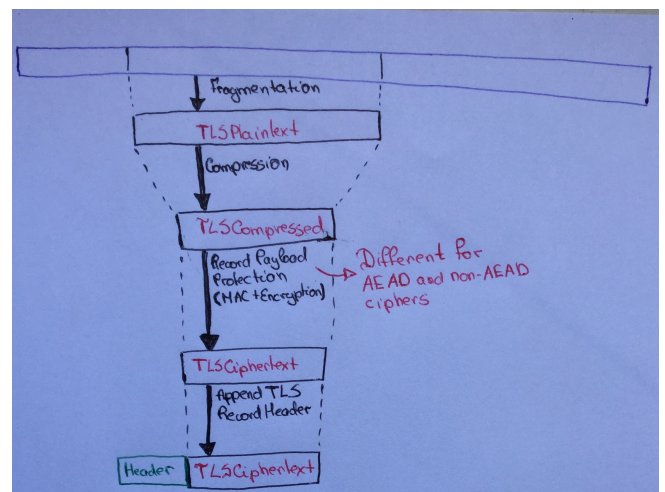 Fragmentation
TLSPlaintext
Compression
TLSCompressed
Record Payload
Protection
(MAC + Encryption)
Different for
AEAD and non-AEAD
ciphers
TLSCiphertext
Append TLS
Record Header
Header
TLSCiphertext